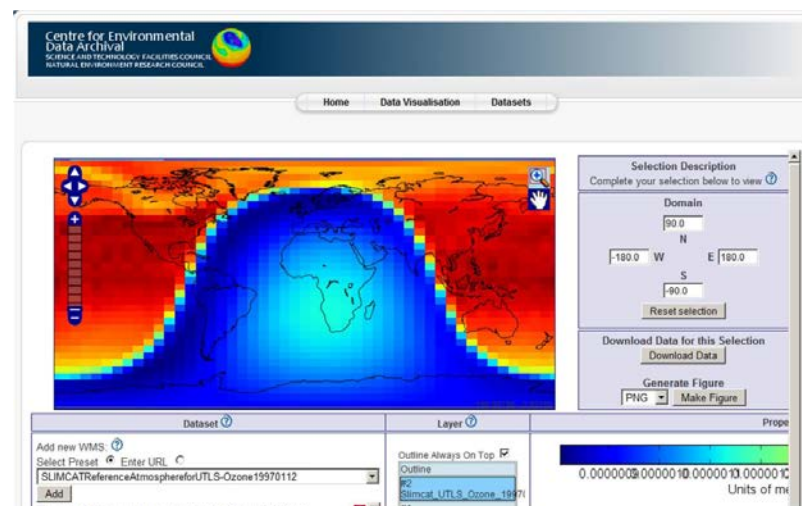 Centre for Environmental
Data Archival
SCIENCE AND TECHNOLOGY FACILITIES COUNCIL
NATURAL ENVIRONMENT RESEARCH COUNCIL
Home Data Visualisation Datasets
Selection Description
Complete your selection below to view
Domain
90.0
N
-180.0 W E 180.0
S
-90.0
Reset selection
Download Data for this Selection
Download Data
Generate Figure
PNG Make Figure
Dataset Layer Prope
Add new WMS:
Select Preset Enter URL
SLIMCATReferenceAtmosphereforUTLS-Ozone19970112
Add
Outline Always On Top
Outline
#2
Slimcat_UTLS_Ozone_1997
Units of me